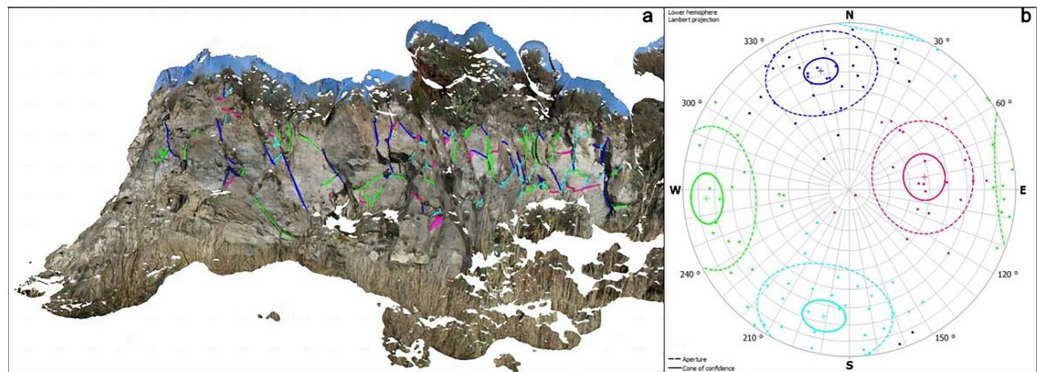 a
b
Lower hemisphere
Lambert projection
N
330 °
30 °
300 °
60 °
W
E
240 °
120 °
210 °
150 °
S
Aperture
Cone of confidence